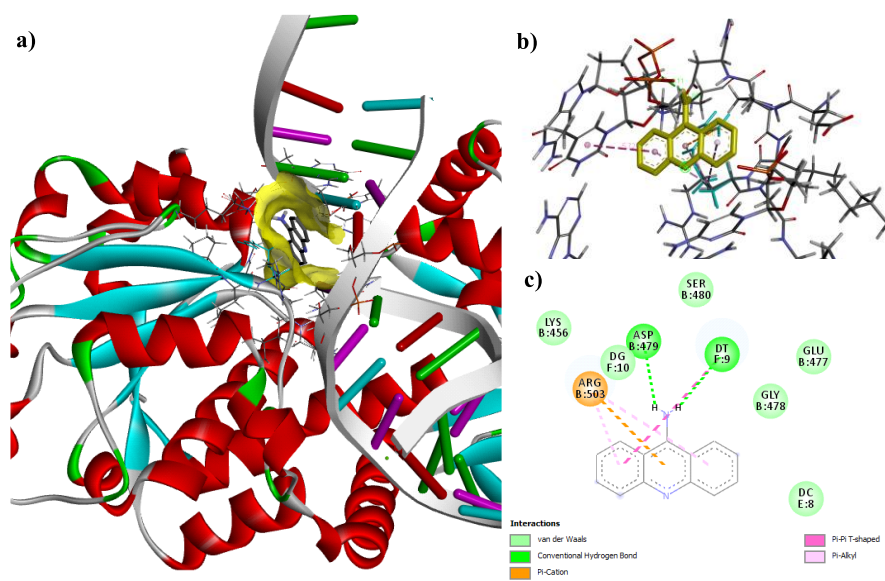 a)
b)
c)
SER
B:480
LYS
B:456
ASP
B:479
DG
F:10
DT
F:9
GLU
B:477
ARG
B:503
GLY
B:478
H
H
N
N
DC
E:8
Interactions
van der Waals
Conventional Hydrogen Bond
Pi-Cation
Pi-Pi T-shaped
Pi-Alkyl